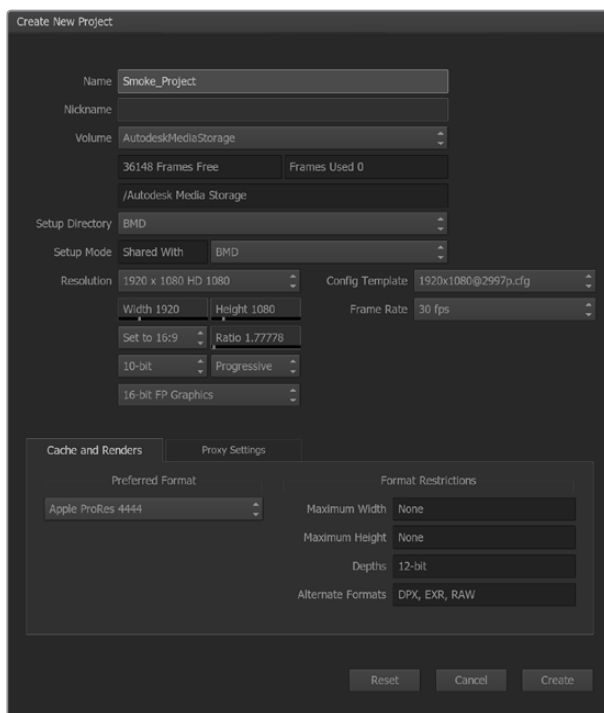 Create New Project
Name Smoke_Project
Nickname
Volume AutodeskMediaStorage
36148 Frames Free Frames Used 0
/Autodesk Media Storage
Setup Directory BMD
Setup Mode Shared With BMD
Resolution 1920 x 1080 HD 1080 Config Template 1920x1080@2997p.cfg
Width 1920 Height 1080 Frame Rate 30 fps
Set to 16:9 Ratio 1.77778
10-bit Progressive
16-bit FP Graphics
Cache and Renders Proxy Settings
Preferred Format Format Restrictions
Apple ProRes 4444 Maximum Width None
Maximum Height None
Depths 12-bit
Alternate Formats DPX, EXR, RAW
Reset Cancel Create